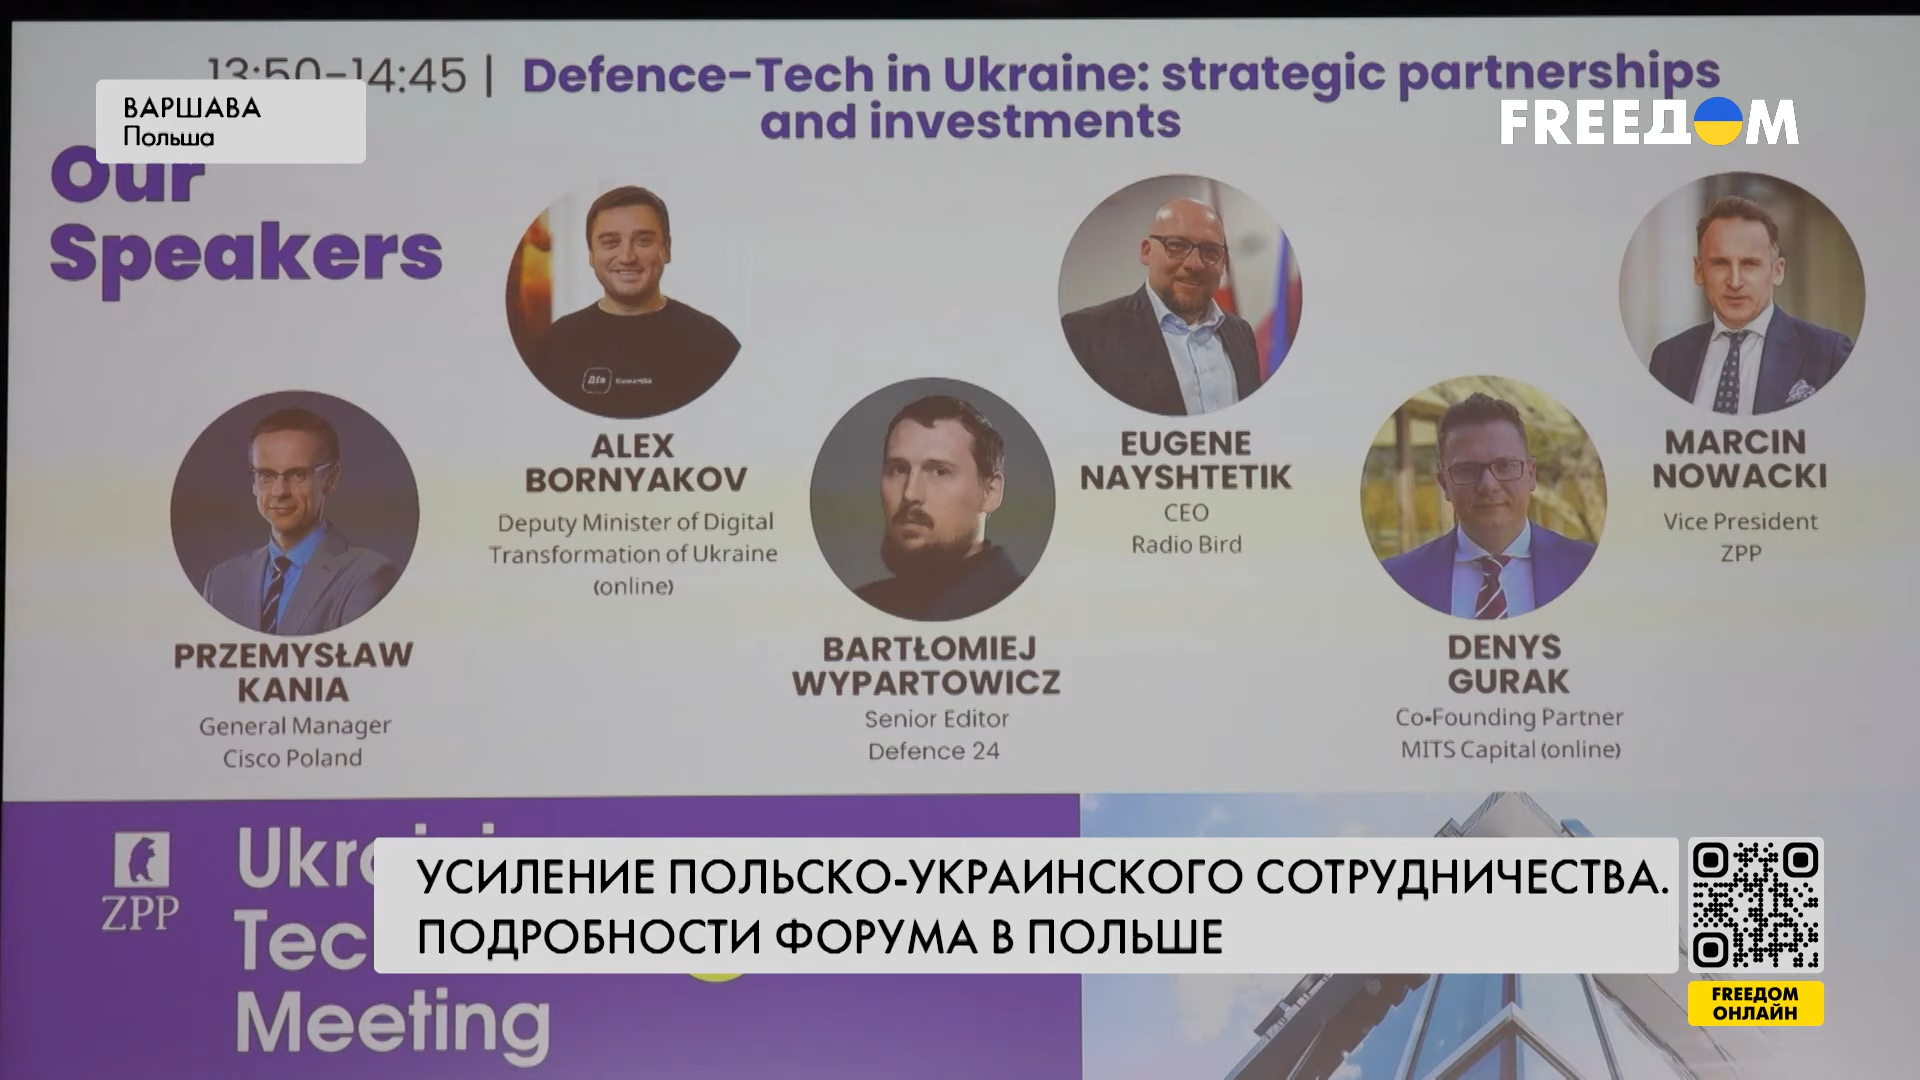 13:50-14:45 | Defence-Tech in Ukraine: strategic partnerships
and investments
ВАРШАВА
Польша
FREEДОМ
Our
Speakers
ALEX
BORNYAKOV
Deputy Minister of Digital
Transformation of Ukraine
(online)
EUGENE
NAYSHTETIK
CEO
Radio Bird
MARCIN
NOWACKI
Vice President
ZPP
PRZEMYSŁAW
KANIA
General Manager
Cisco Poland
BARTŁOMIEJ
WYPARTOWICZ
Senior Editor
Defence 24
DENYS
GURAK
Co-Founding Partner
MITS Capital (online)
ZPP
Meeting
УСИЛЕНИЕ ПОЛЬСКО-УКРАИНСКОГО СОТРУДНИЧЕСТВА.
ПОДРОБНОСТИ ФОРУМА В ПОЛЬШЕ
FREEДОМ
ОНЛАЙН